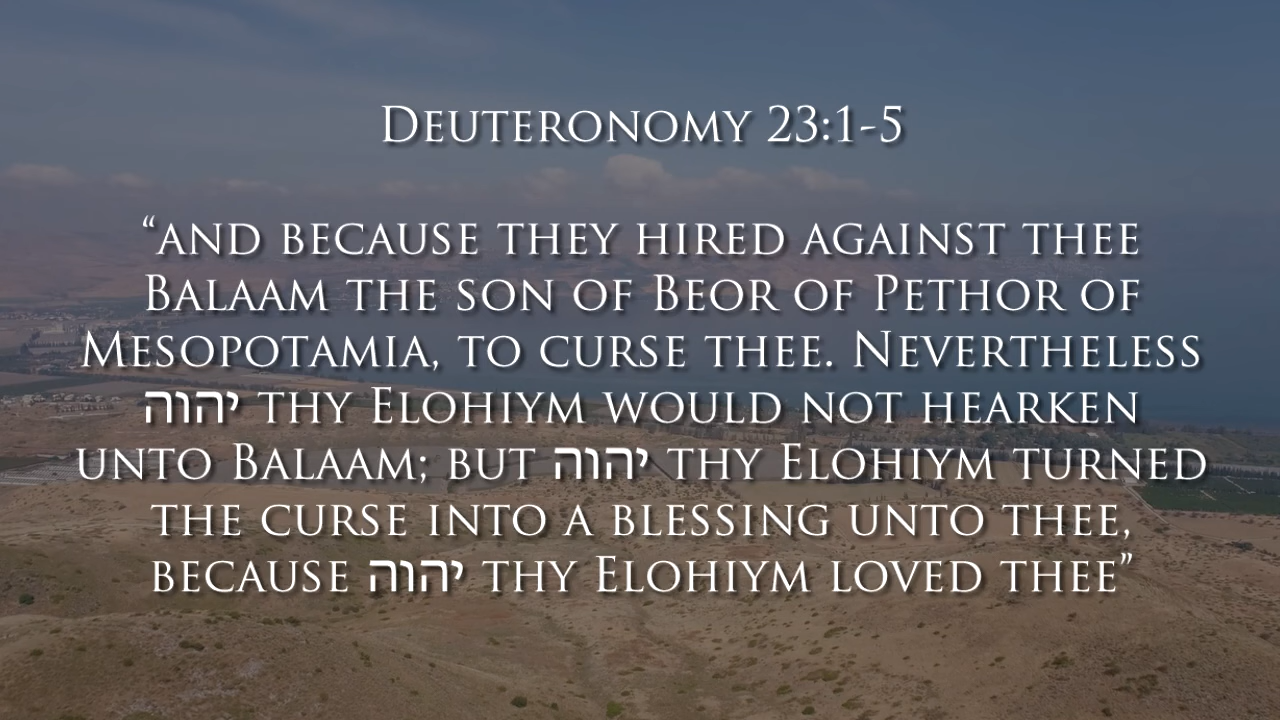 Deuteronomy 23:1-5
“and because they hired against thee
Balaam the son of Beor of Pethor of
Mesopotamia, to curse thee. Nevertheless
יהוה thy Elohiym would not hearken
unto Balaam; but יהוה thy Elohiym turned
the curse into a blessing unto thee,
because יהוה thy Elohiym loved thee”